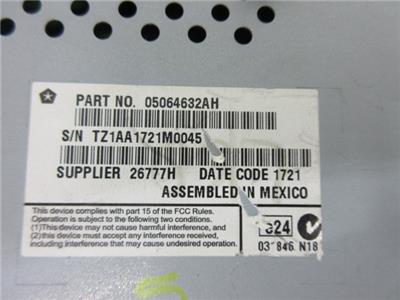 PART NO. 05064632AH
S/N TZ1AA1721M0045
SUPPLIER 26777H DATE CODE 1721
ASSEMBLED IN MEXICO
This device complies with part 15 of the FCC Rules.
Operation is subject to the following two conditions.
(1)This device may not cause harmful interference, and
(2)this device must accept any interference received,
including interference that may cause undesired operation.
N18